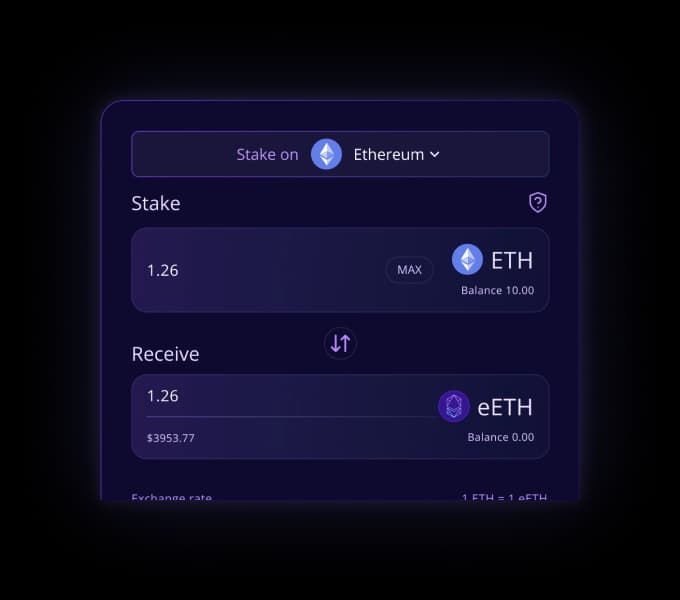 Stake on Ethereum
Stake
1.26
MAX
ETH
Balance 10.00
Receive
1.26
eETH
$3953.77
Balance 0.00
Exchange rate
1 ETH = 1 eETH